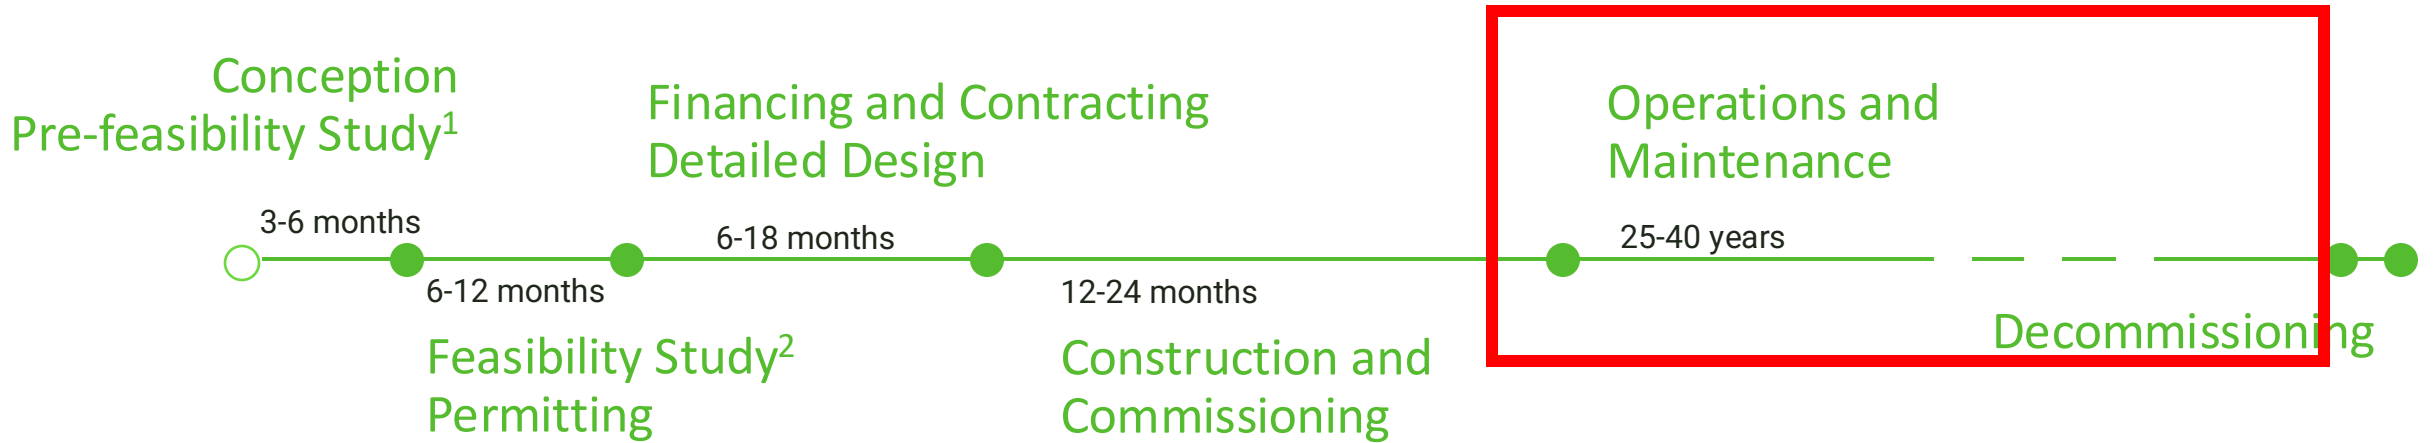 Conception
Pre-feasibility Study¹
3-6 months
6-12 months
Feasibility Study²
Permitting
Financing and Contracting
Detailed Design
6-18 months
12-24 months
Construction and
Commissioning
Operations and
Maintenance
25-40 years
Decommissioning